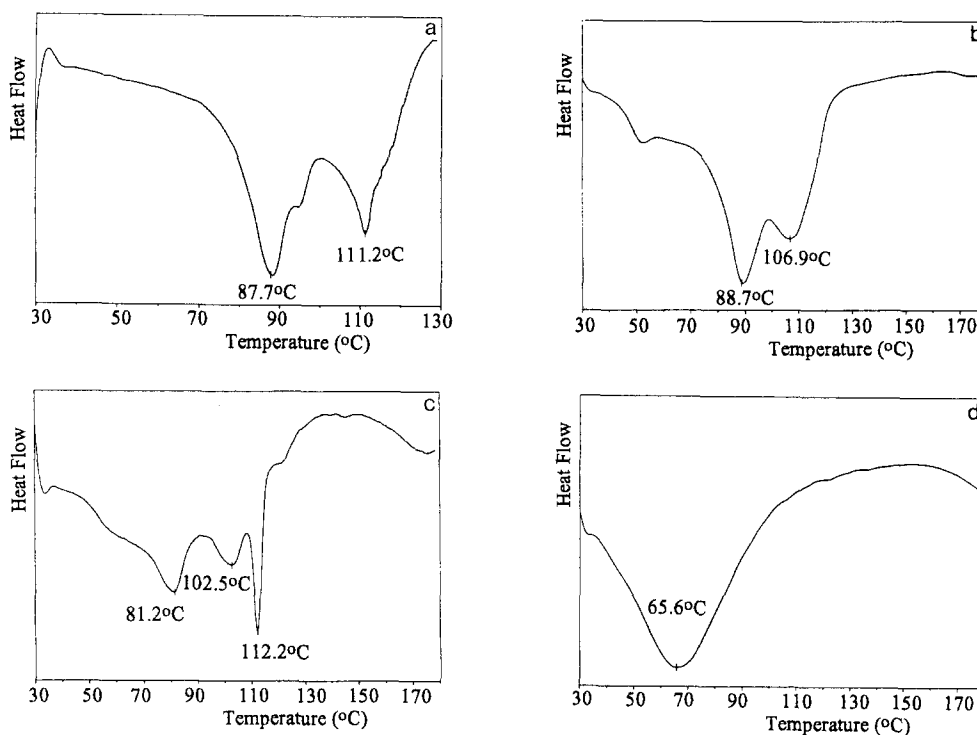 a
Heat Flow
87.7°C
111.2°C
30 50 70 90 110 130
Temperature (°C)
b
Heat Flow
88.7°C
106.9°C
30 50 70 90 110 130 150 170
Temperature (°C)
c
Heat Flow
81.2°C
102.5°C
112.2°C
30 50 70 90 110 130 150 170
Temperature (°C)
d
Heat Flow
65.6°C
30 50 70 90 110 130 150 170
Temperature (°C)